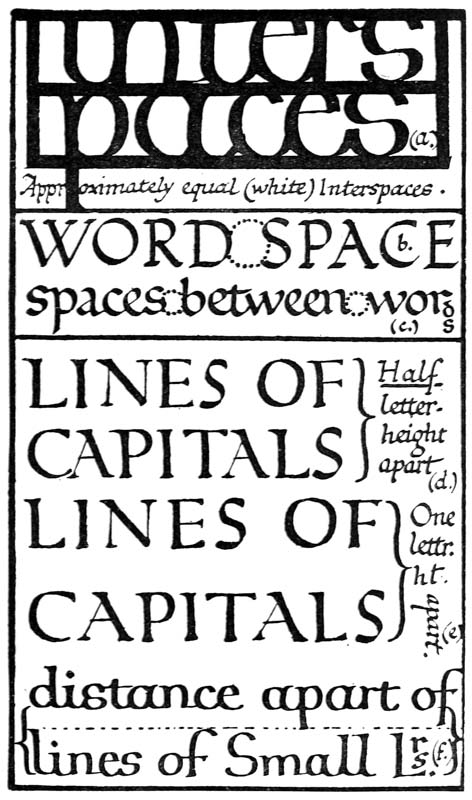 inters
paces (a.)
Approximately equal (white) Interspaces.
WORD SPACE b.
spaces between words
(c.)
LINES OF
CAPITALS
Half-
letter-
height
apart
(d.)
LINES OF
CAPITALS
One
lettr.
ht.
apart.
(e)
distance apart of
lines of Small Lrs. (f.)